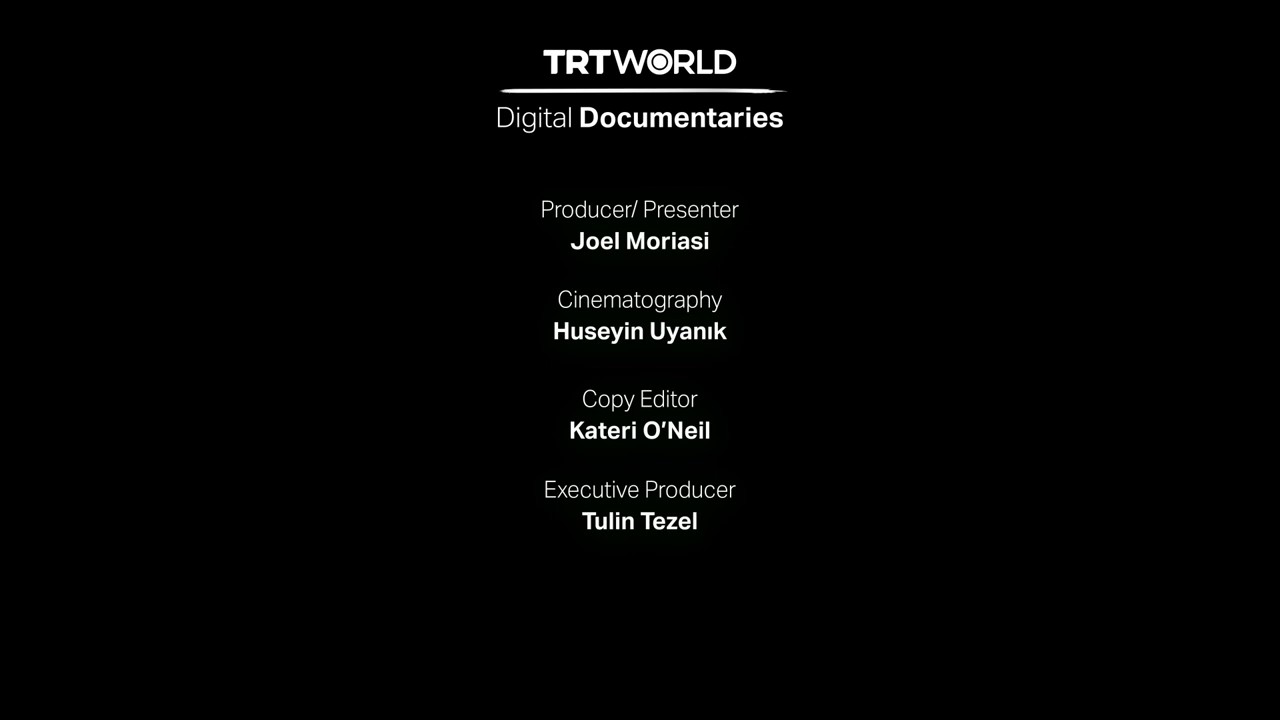 TRTWORLD
Digital Documentaries
Producer/ Presenter
Joel Moriasi
Cinematography
Huseyin Uyanık
Copy Editor
Kateri O’Neil
Executive Producer
Tulin Tezel